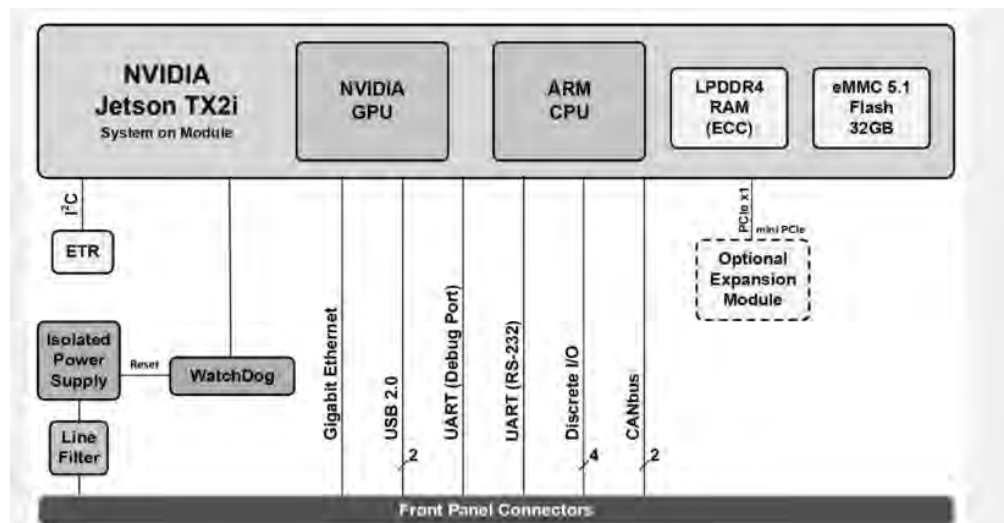 NVIDIA
Jetson TX2i
System on Module
NVIDIA
GPU
ARM
CPU
LPDDR4
RAM
(ECC)
eMMC 5.1
Flash
32GB
I²C
ETR
PCIe x1
mini PCIe
Optional
Expansion
Module
Isolated
Power
Supply
Reset
WatchDog
Line
Filter
Gigabit Ethernet
USB 2.0
2
UART (Debug Port)
UART (RS-232)
Discrete I/O
4
CANbus
2
Front Panel Connectors